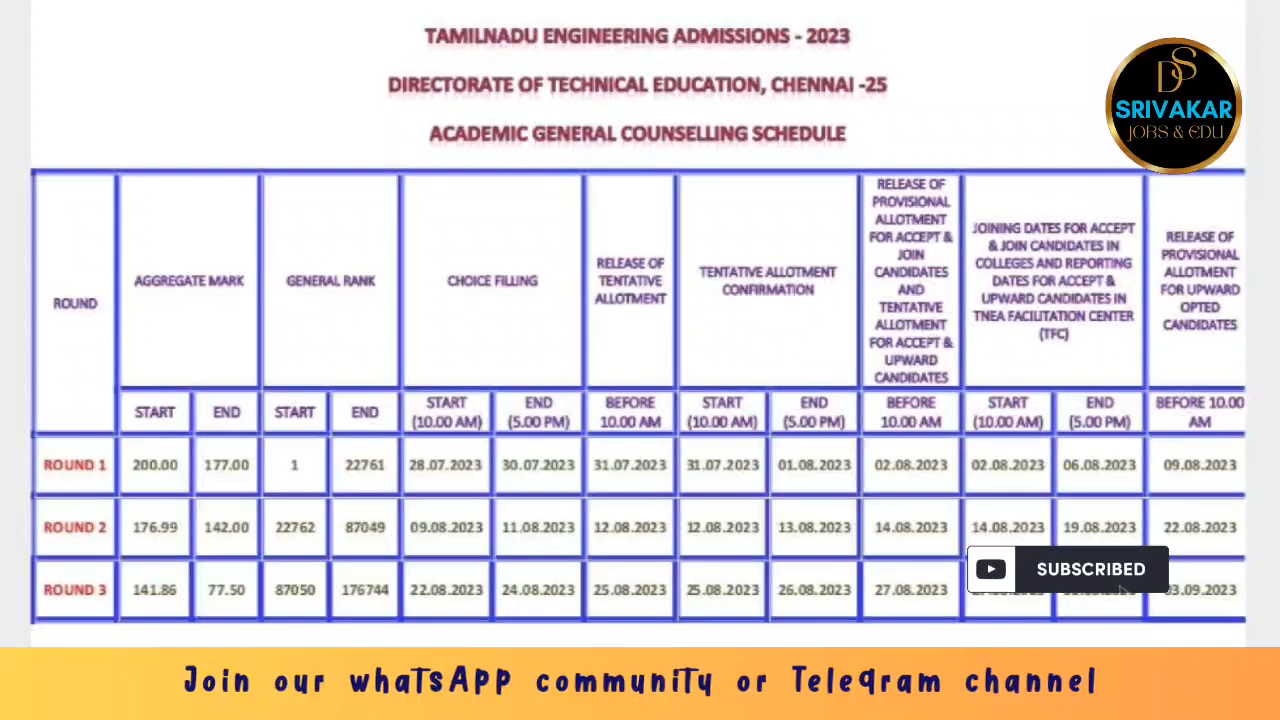 TAMILNADU ENGINEERING ADMISSIONS - 2023
DIRECTORATE OF TECHNICAL EDUCATION, CHENNAI -25
ACADEMIC GENERAL COUNSELLING SCHEDULE
DS
SRIVAKAR
JOBS & EDU
ROUND
AGGREGATE MARK
GENERAL RANK
CHOICE FILLING
RELEASE OF
TENTATIVE
ALLOTMENT
TENTATIVE ALLOTMENT
CONFIRMATION
RELEASE OF
PROVISIONAL
ALLOTMENT
FOR ACCEPT &
JOIN
CANDIDATES
AND
TENTATIVE
ALLOTMENT
FOR ACCEPT &
UPWARD
CANDIDATES
JOINING DATES FOR ACCEPT
& JOIN CANDIDATES IN
COLLEGES AND REPORTING
DATES FOR ACCEPT &
UPWARD CANDIDATES IN
TNEA FACILITATION CENTER
(TFC)
RELEASE OF
PROVISIONAL
ALLOTMENT
FOR UPWARD
OPTED
CANDIDATES
START END START END START (10.00 AM) END (5.00 PM) BEFORE 10.00 AM START (10.00 AM) END (5.00 PM) BEFORE 10.00 AM START (10.00 AM) END (5.00 PM) BEFORE 10.00 AM
ROUND 1 200.00 177.00 1 22761 28.07.2023 30.07.2023 31.07.2023 31.07.2023 01.08.2023 02.08.2023 02.08.2023 06.08.2023 09.08.2023
ROUND 2 176.99 142.00 22762 87049 09.08.2023 11.08.2023 12.08.2023 12.08.2023 13.08.2023 14.08.2023 14.08.2023 19.08.2023 22.08.2023
ROUND 3 141.86 77.50 87050 176744 22.08.2023 24.08.2023 25.08.2023 25.08.2023 26.08.2023 27.08.2023 03.09.2023
SUBSCRIBED
Join our whatsApp community or Teleqram channel